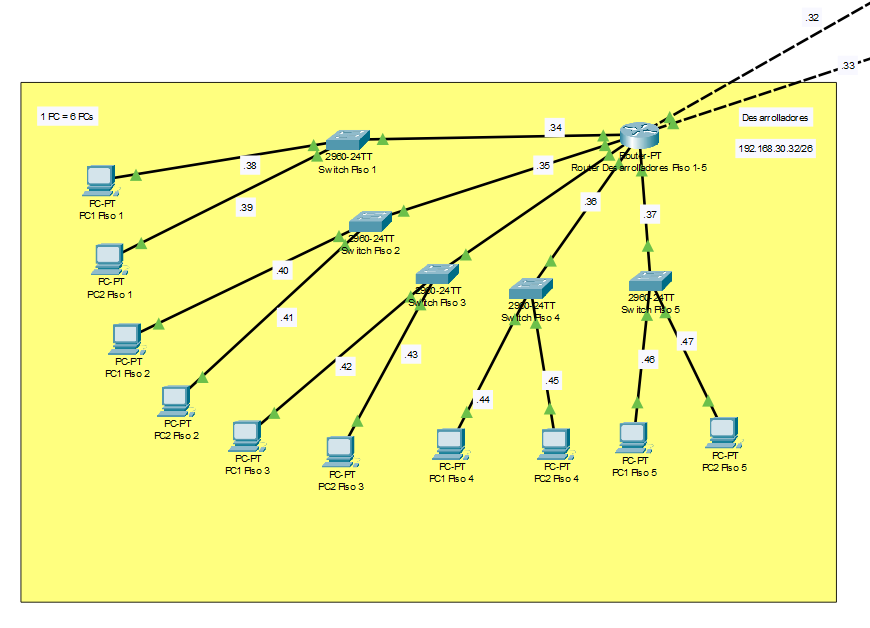 .32
.33
1 PC = 6 PCs
Desarrolladores
192.168.30.32/26
.34
Router-PT
Router Desarrolladores Piso 1-5
2960-24TT
Switch Piso 1
.38
.35
PC-PT
PC1 Piso 1
.39
.36
.37
2960-24TT
Switch Piso 2
PC-PT
PC2 Piso 1
.40
2960-24TT
Switch Piso 3
2960-24TT
Switch Piso 4
2960-24TT
Switch Piso 5
.41
PC-PT
PC1 Piso 2
.42
.43
.46
.47
.44
.45
PC-PT
PC2 Piso 2
PC-PT
PC1 Piso 3
PC-PT
PC2 Piso 3
PC-PT
PC1 Piso 4
PC-PT
PC2 Piso 4
PC-PT
PC1 Piso 5
PC-PT
PC2 Piso 5